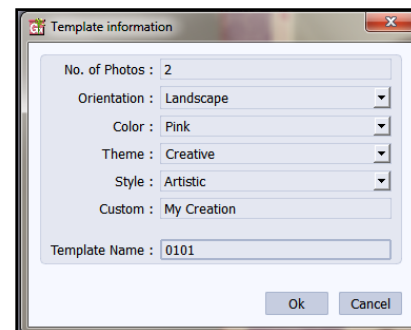 Template information
No. of Photos : 2
Orientation : Landscape
Color : Pink
Theme : Creative
Style : Artistic
Custom : My Creation
Template Name : 0101
Ok Cancel